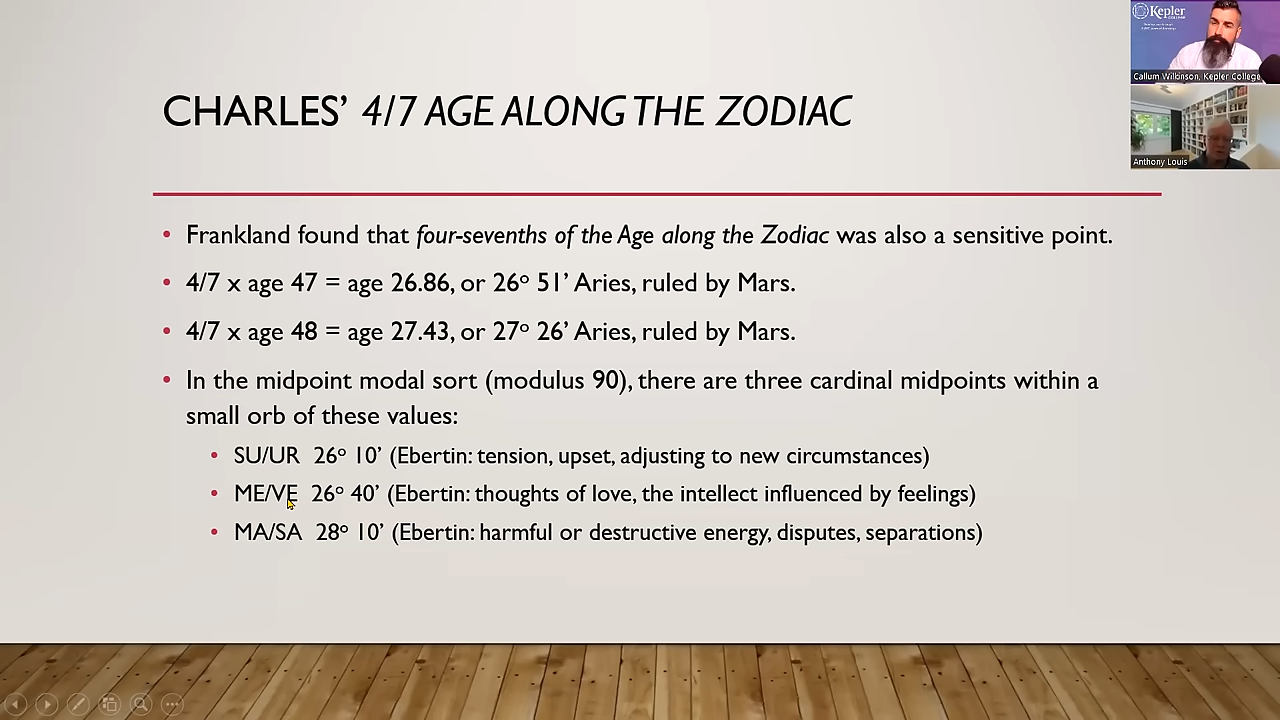 CHARLES' 4/7 AGE ALONG THE ZODIAC
Frankland found that four-sevenths of the Age along the Zodiac was also a sensitive point.
4/7 x age 47 = age 26.86, or 26º 51' Aries, ruled by Mars.
4/7 x age 48 = age 27.43, or 27º 26' Aries, ruled by Mars.
In the midpoint modal sort (modulus 90), there are three cardinal midpoints within a
small orb of these values:
SU/UR 26º 10' (Ebertin: tension, upset, adjusting to new circumstances)
ME/VE 26º 40' (Ebertin: thoughts of love, the intellect influenced by feelings)
MA/SA 28º 10' (Ebertin: harmful or destructive energy, disputes, separations)
Kepler
COLLEGE
Callum Wilkinson, Kepler College
Anthony Louis